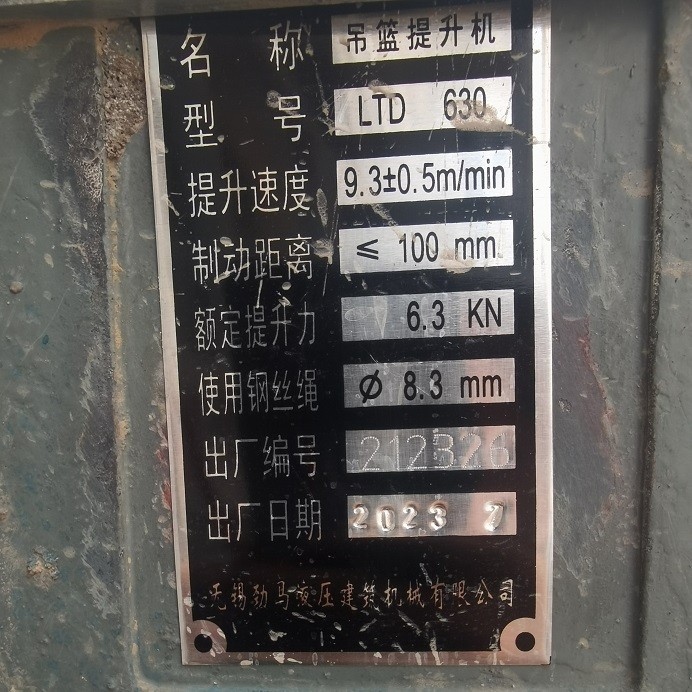 名称 吊篮提升机
型号 LTD 630
提升速度 9.3±0.5m/min
制动距离 ≤ 100 mm
额定提升力 6.3 KN
使用钢丝绳 Ø 8.3 mm
出厂编号 212326
出厂日期 2023 7
无锡劲马液压建筑机械有限公司